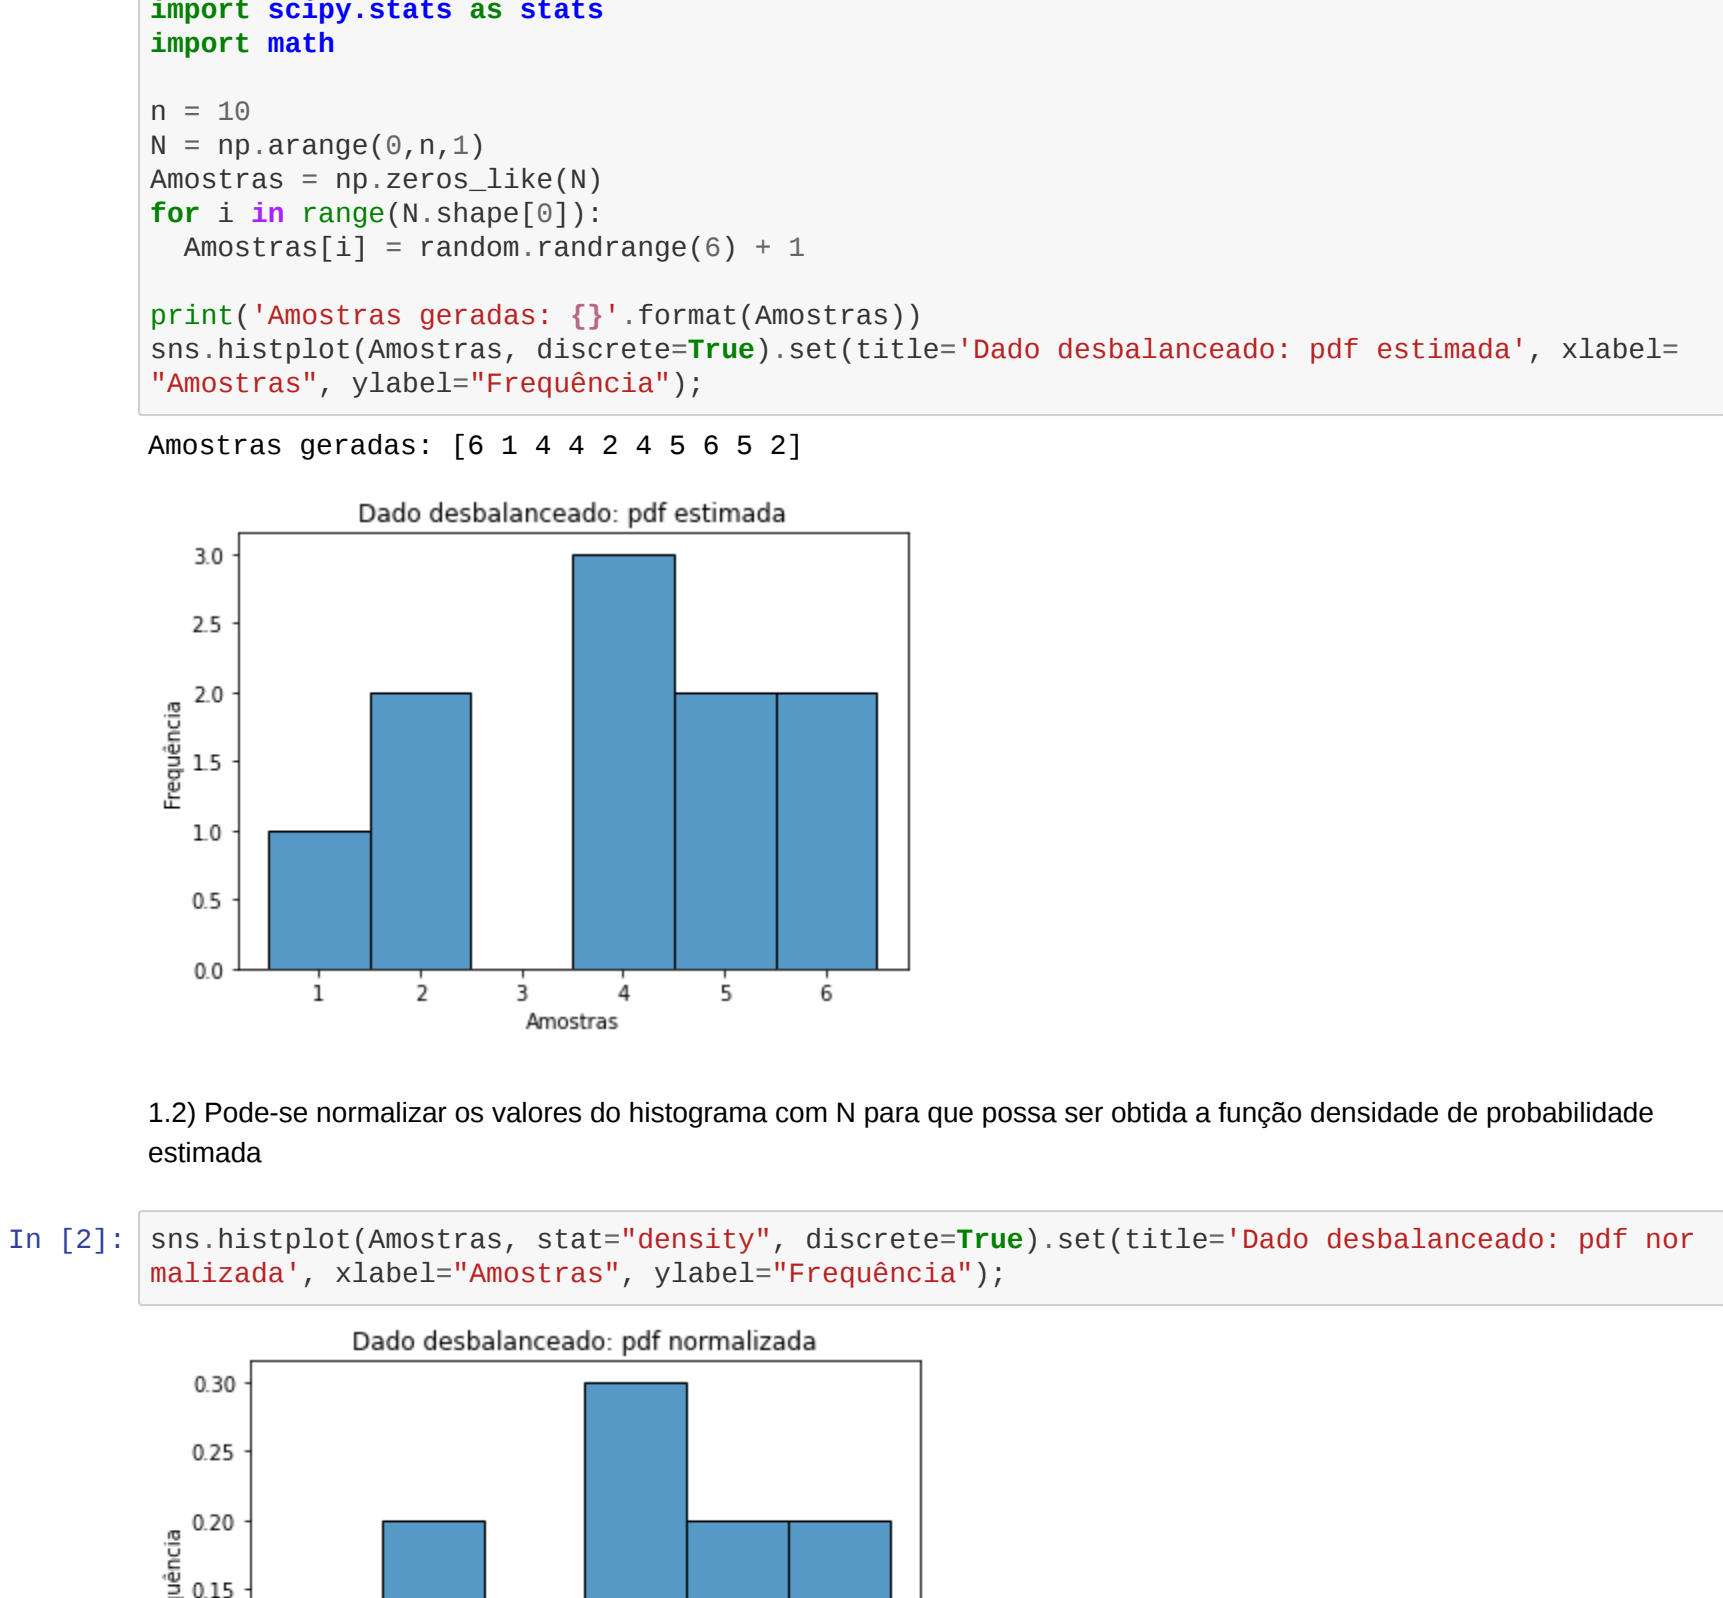 import scipy.stats as stats
import math
n = 10
N = np.arange(0,n,1)
Amostras = np.zeros_like(N)
for i in range(N.shape[0]):
  Amostras[i] = random.randrange(6) + 1
print('Amostras geradas: {}'.format(Amostras))
sns.histplot(Amostras, discrete=True).set(title='Dado desbalanceado: pdf estimada', xlabel=
"Amostras", ylabel="Frequência");
Amostras geradas: [6 1 4 4 2 4 5 6 5 2]
Dado desbalanceado: pdf estimada
3.0
2.5
2.0
1.5
1.0
0.5
0.0
Frequência
1 2 3 4 5 6
Amostras
1.2) Pode-se normalizar os valores do histograma com N para que possa ser obtida a função densidade de probabilidade
estimada
In [2]: sns.histplot(Amostras, stat="density", discrete=True).set(title='Dado desbalanceado: pdf nor
malizada', xlabel="Amostras", ylabel="Frequência");
Dado desbalanceado: pdf normalizada
0.30
0.25
0.20
0.15